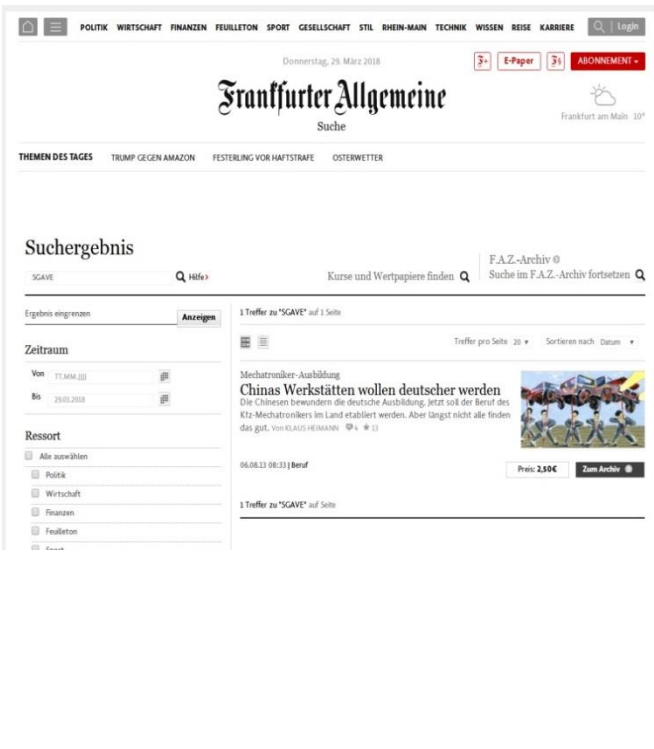 POLITIK WIRTSCHAFT FINANZEN FEUILLETON SPORT GESELLSCHAFT STIL RHEIN-MAIN TECHNIK WISSEN REISE KARRIERE Login
Donnerstag, 29. März 2018
E-Paper
ABONNEMENT
Frankfurter Allgemeine
Suche
Frankfurt am Main 10°
THEMEN DES TAGES TRUMP GEGEN AMAZON FESTERLING VOR HAFTSTRAFE OSTERWETTER
Suchergebnis
SGAVE Hilfe
Kurse und Wertpapiere finden
F.A.Z.-Archiv
Suche im F.A.Z.-Archiv fortsetzen
Ergebnis eingrenzen Anzeigen
1 Treffer zu "SGAVE" auf 1 Seite
Treffer pro Seite 20 Sortieren nach Datum
Zeitraum
Von TT.MM.JJJJ
Bis 29.03.2018
Mechatroniker-Ausbildung
Chinas Werkstätten wollen deutscher werden
Die Chinesen bewundern die deutsche Ausbildung. Jetzt soll der Beruf des
Kfz-Mechatronikers im Land etabliert werden. Aber längst nicht alle finden
das gut. Von KLAUS HEIMANN 4 13
06.08.13 08:33 | Beruf
Preis: 2,50€ Zum Archiv
Ressort
Alle auswählen
Politik
Wirtschaft
Finanzen
Feuilleton
1 Treffer zu "SGAVE" auf Seite